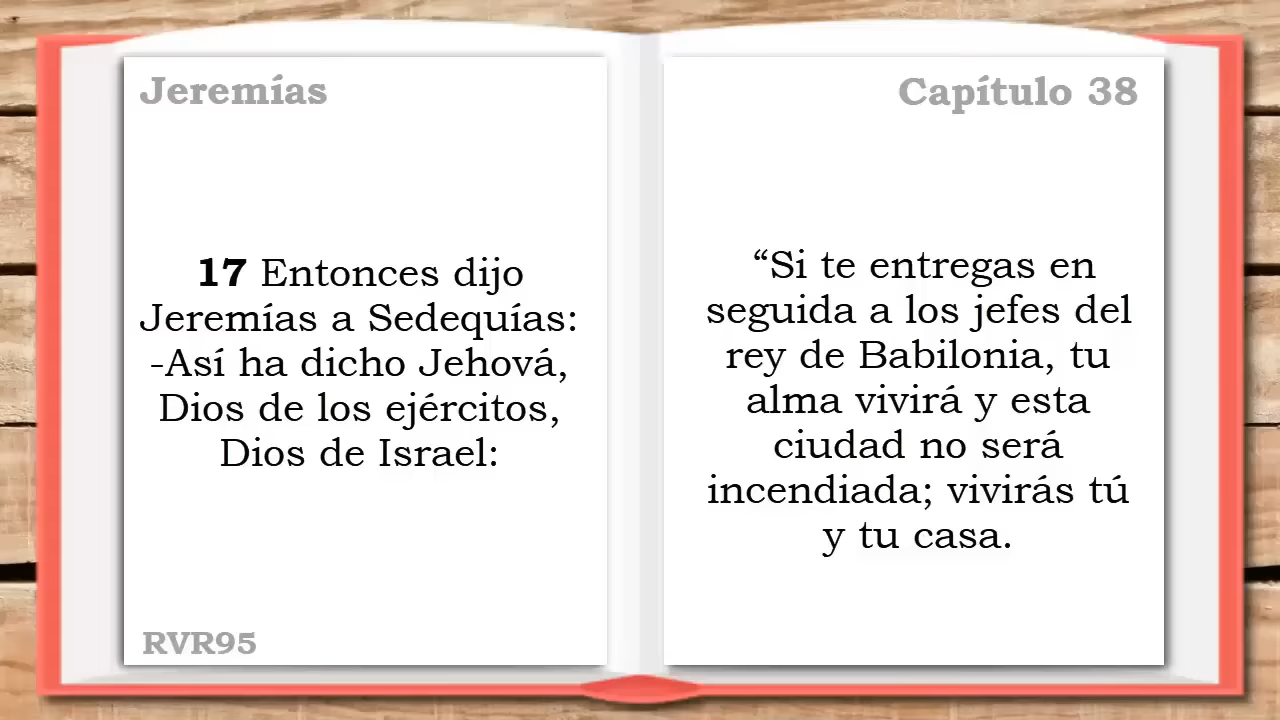 Jeremías
17 Entonces dijo
Jeremías a Sedequías:
-Así ha dicho Jehová,
Dios de los ejércitos,
Dios de Israel:
RVR95
Capítulo 38
“Si te entregas en
seguida a los jefes del
rey de Babilonia, tu
alma vivirá y esta
ciudad no será
incendiada; vivirás tú
y tu casa.